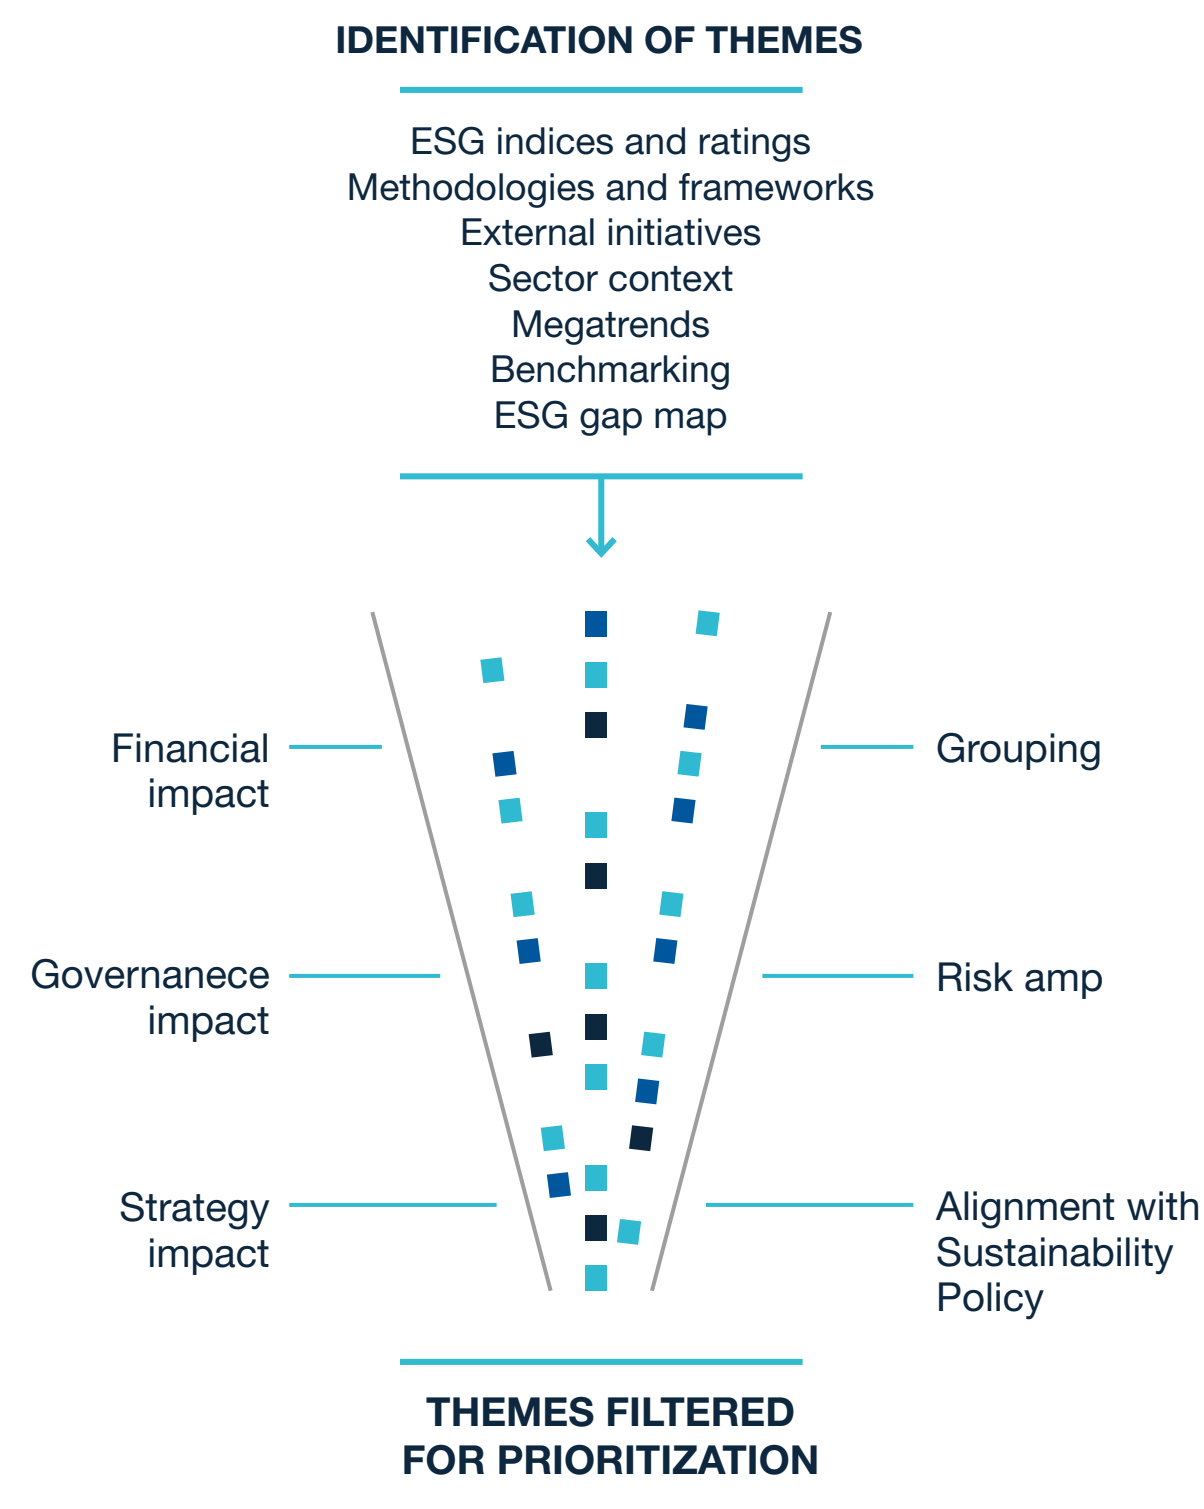 IDENTIFICATION OF THEMES
ESG indices and ratings
Methodologies and frameworks
External initiatives
Sector context
Megatrends
Benchmarking
ESG gap map
Financial
impact
Grouping
Governanece
impact
Risk amp
Strategy
impact
Alignment with
Sustainability
Policy
THEMES FILTERED
FOR PRIORITIZATION